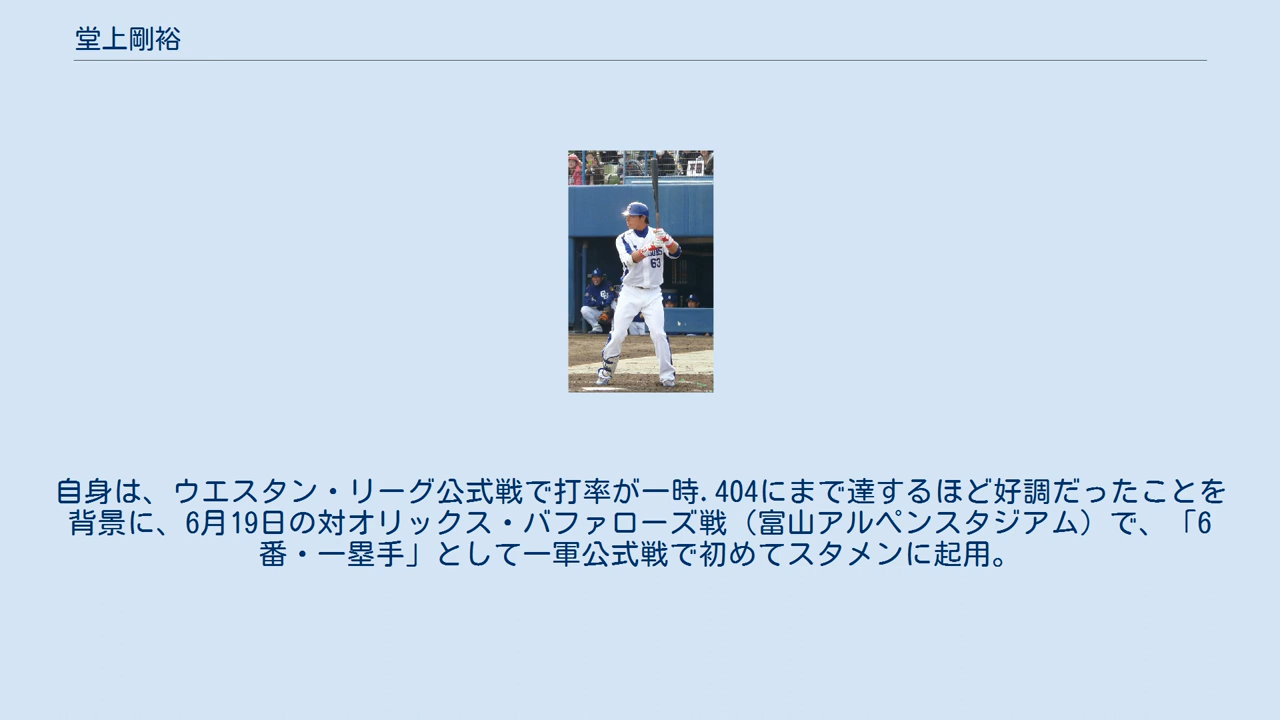 堂上剛裕
63
自身は、ウエスタン・リーグ公式戦で打率が一時.404にまで達するほど好調だったことを
背景に、6月19日の対オリックス・バファローズ戦（富山アルペンスタジアム）で、「6
番・一塁手」として一軍公式戦で初めてスタメンに起用。